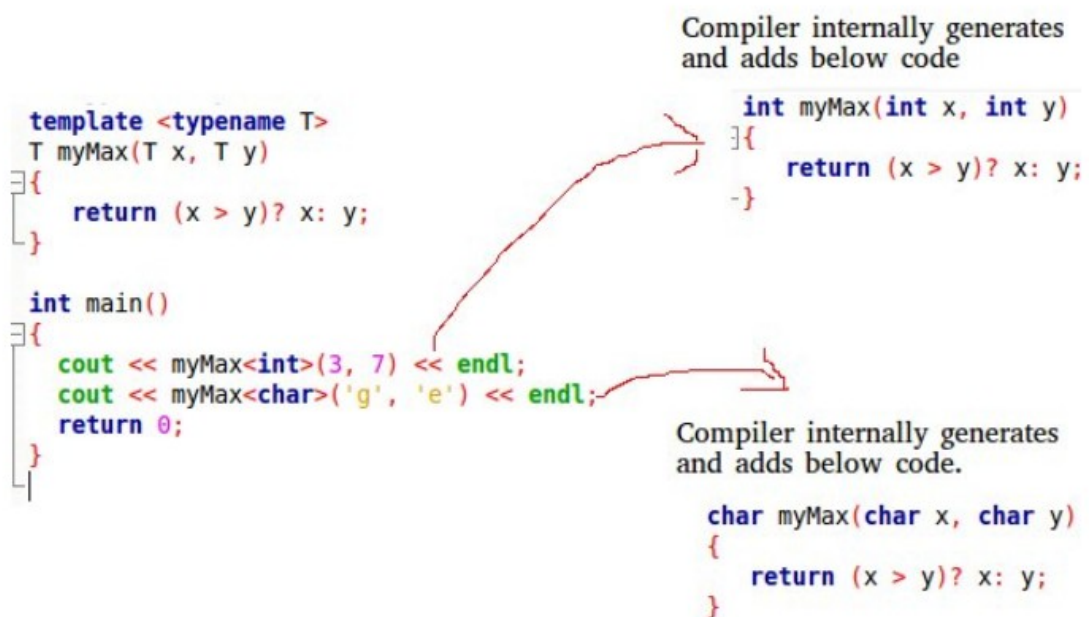 template <typename T>
T myMax(T x, T y)
{
return (x > y)? x: y;
}
int main()
{
cout << myMax<int>(3, 7) << endl;
cout << myMax<char>('g', 'e') << endl;
return 0;
}
Compiler internally generates
and adds below code
int myMax(int x, int y)
{
return (x > y)? x: y;
}
Compiler internally generates
and adds below code.
char myMax(char x, char y)
{
return (x > y)? x: y;
}